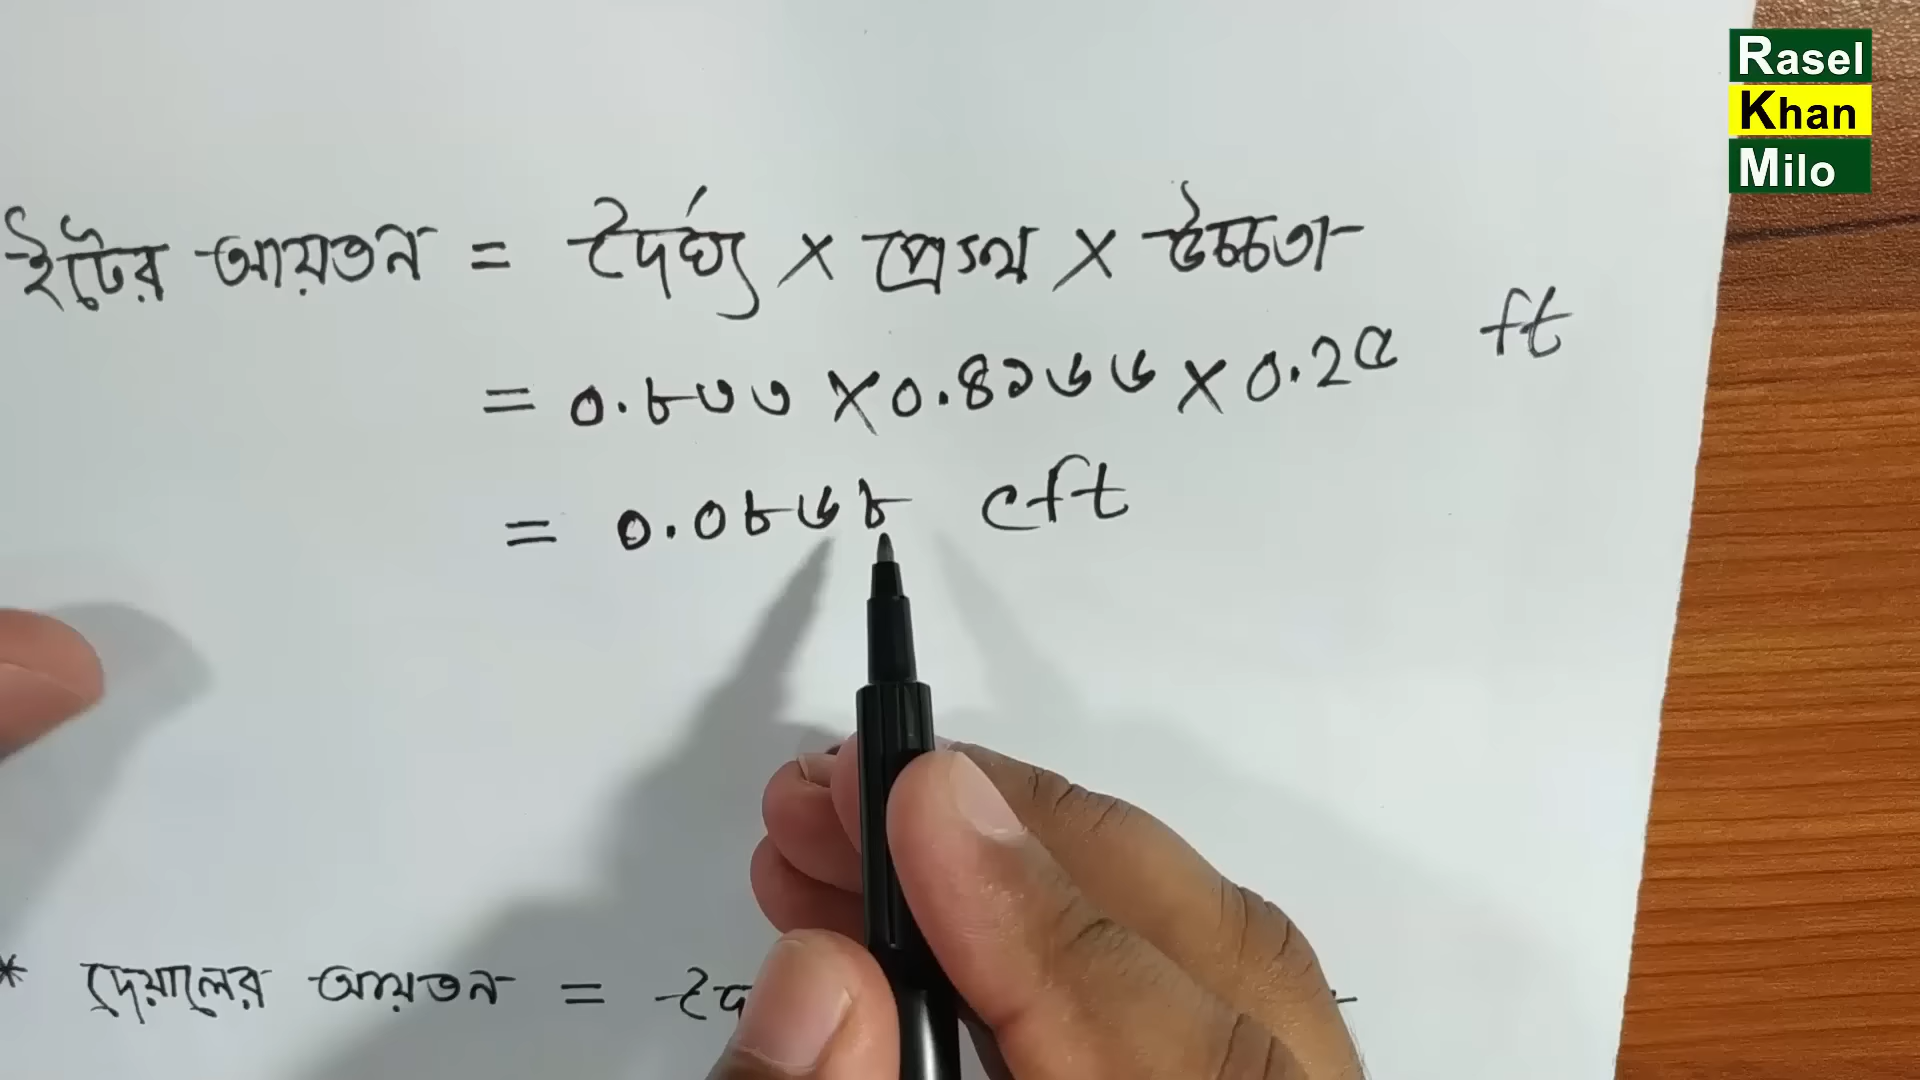 Rasel
Khan
Milo
ইটের আয়তন = দৈর্ঘ্য × প্রস্থ × উচ্চতা
= ০.৮৩৩ × ০.৪১৬৬ × ০.২৫ ft
= ০.০৮৬৮ cft
* দেয়ালের আয়তন =